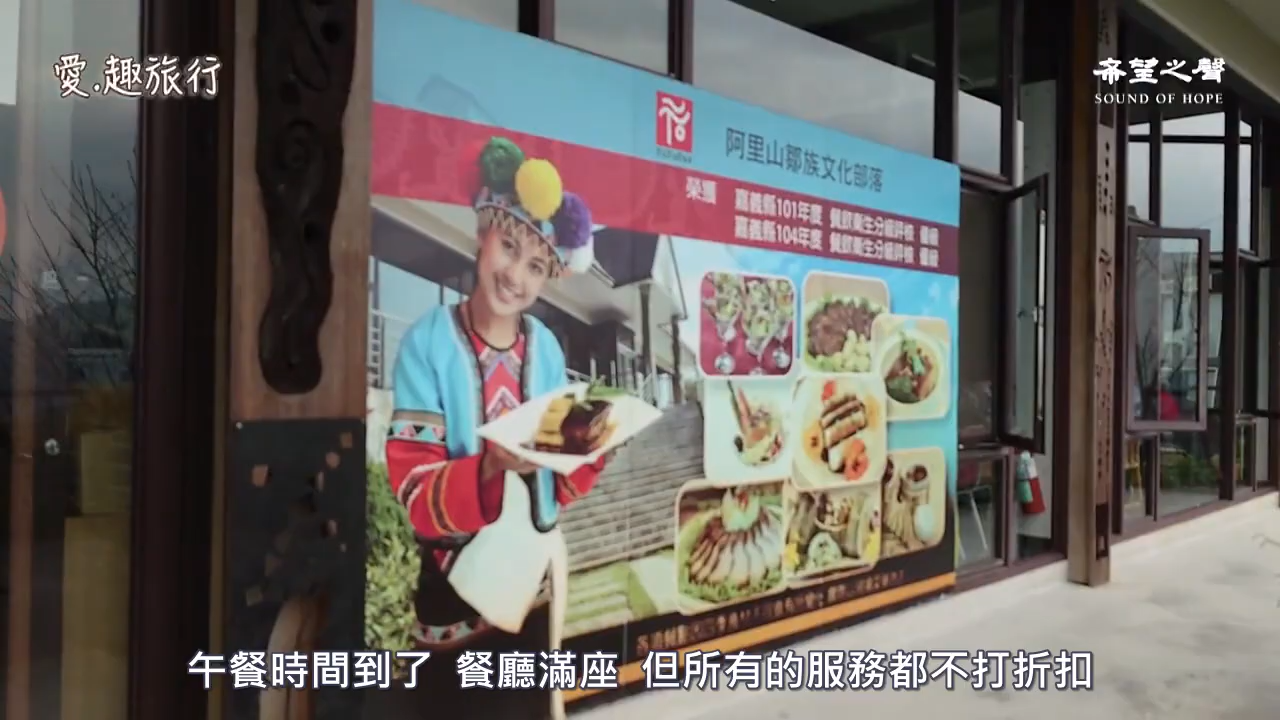 愛.趣旅行
希望之聲
SOUND OF HOPE
阿里山鄒族文化部落
榮獲
嘉義縣101年度 餐飲衛生分級評核 優級
嘉義縣104年度 餐飲衛生分級評核 優級
午餐時間到了 餐廳滿座 但所有的服務都不打折扣